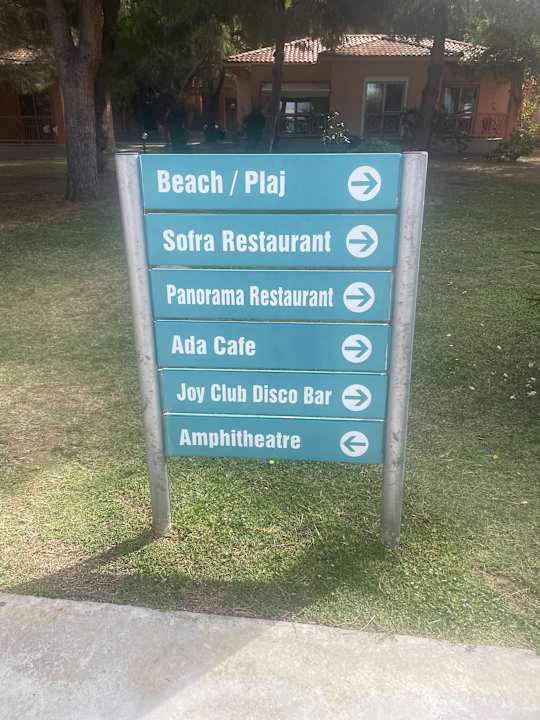 Beach / Plaj
Sofra Restaurant
Panorama Restaurant
Ada Cafe
Joy Club Disco Bar
Amphitheatre